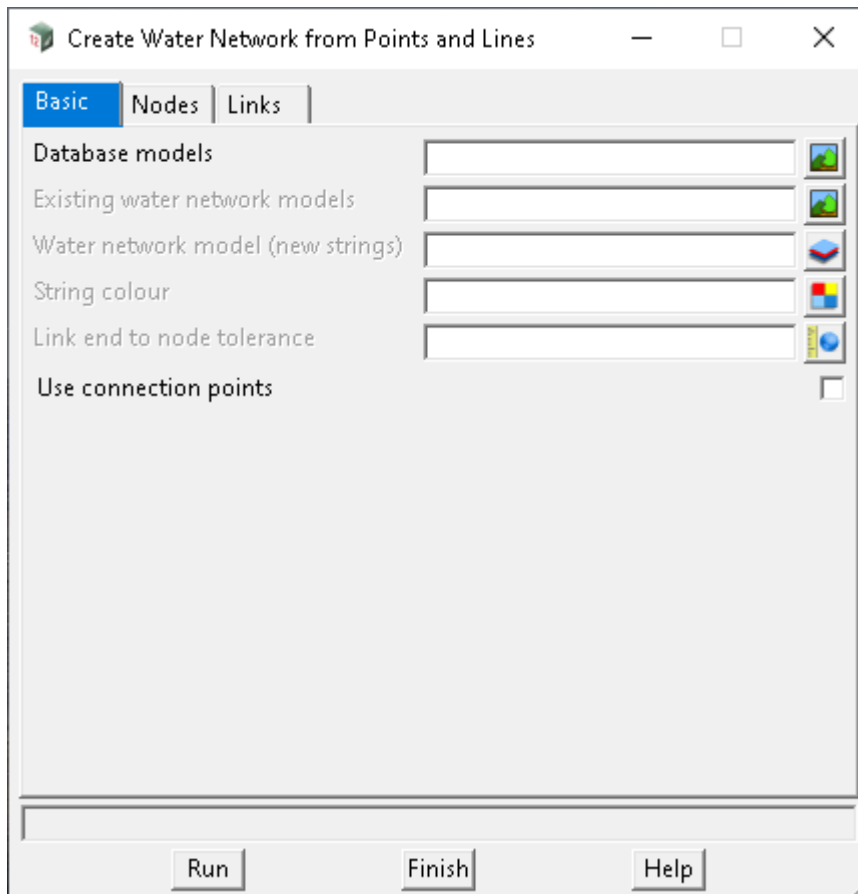 Create Water Network from Points and Lines
Basic Nodes Links
Database models
Existing water network models
Water network model (new strings)
String colour
Link end to node tolerance
Use connection points
Run Finish Help